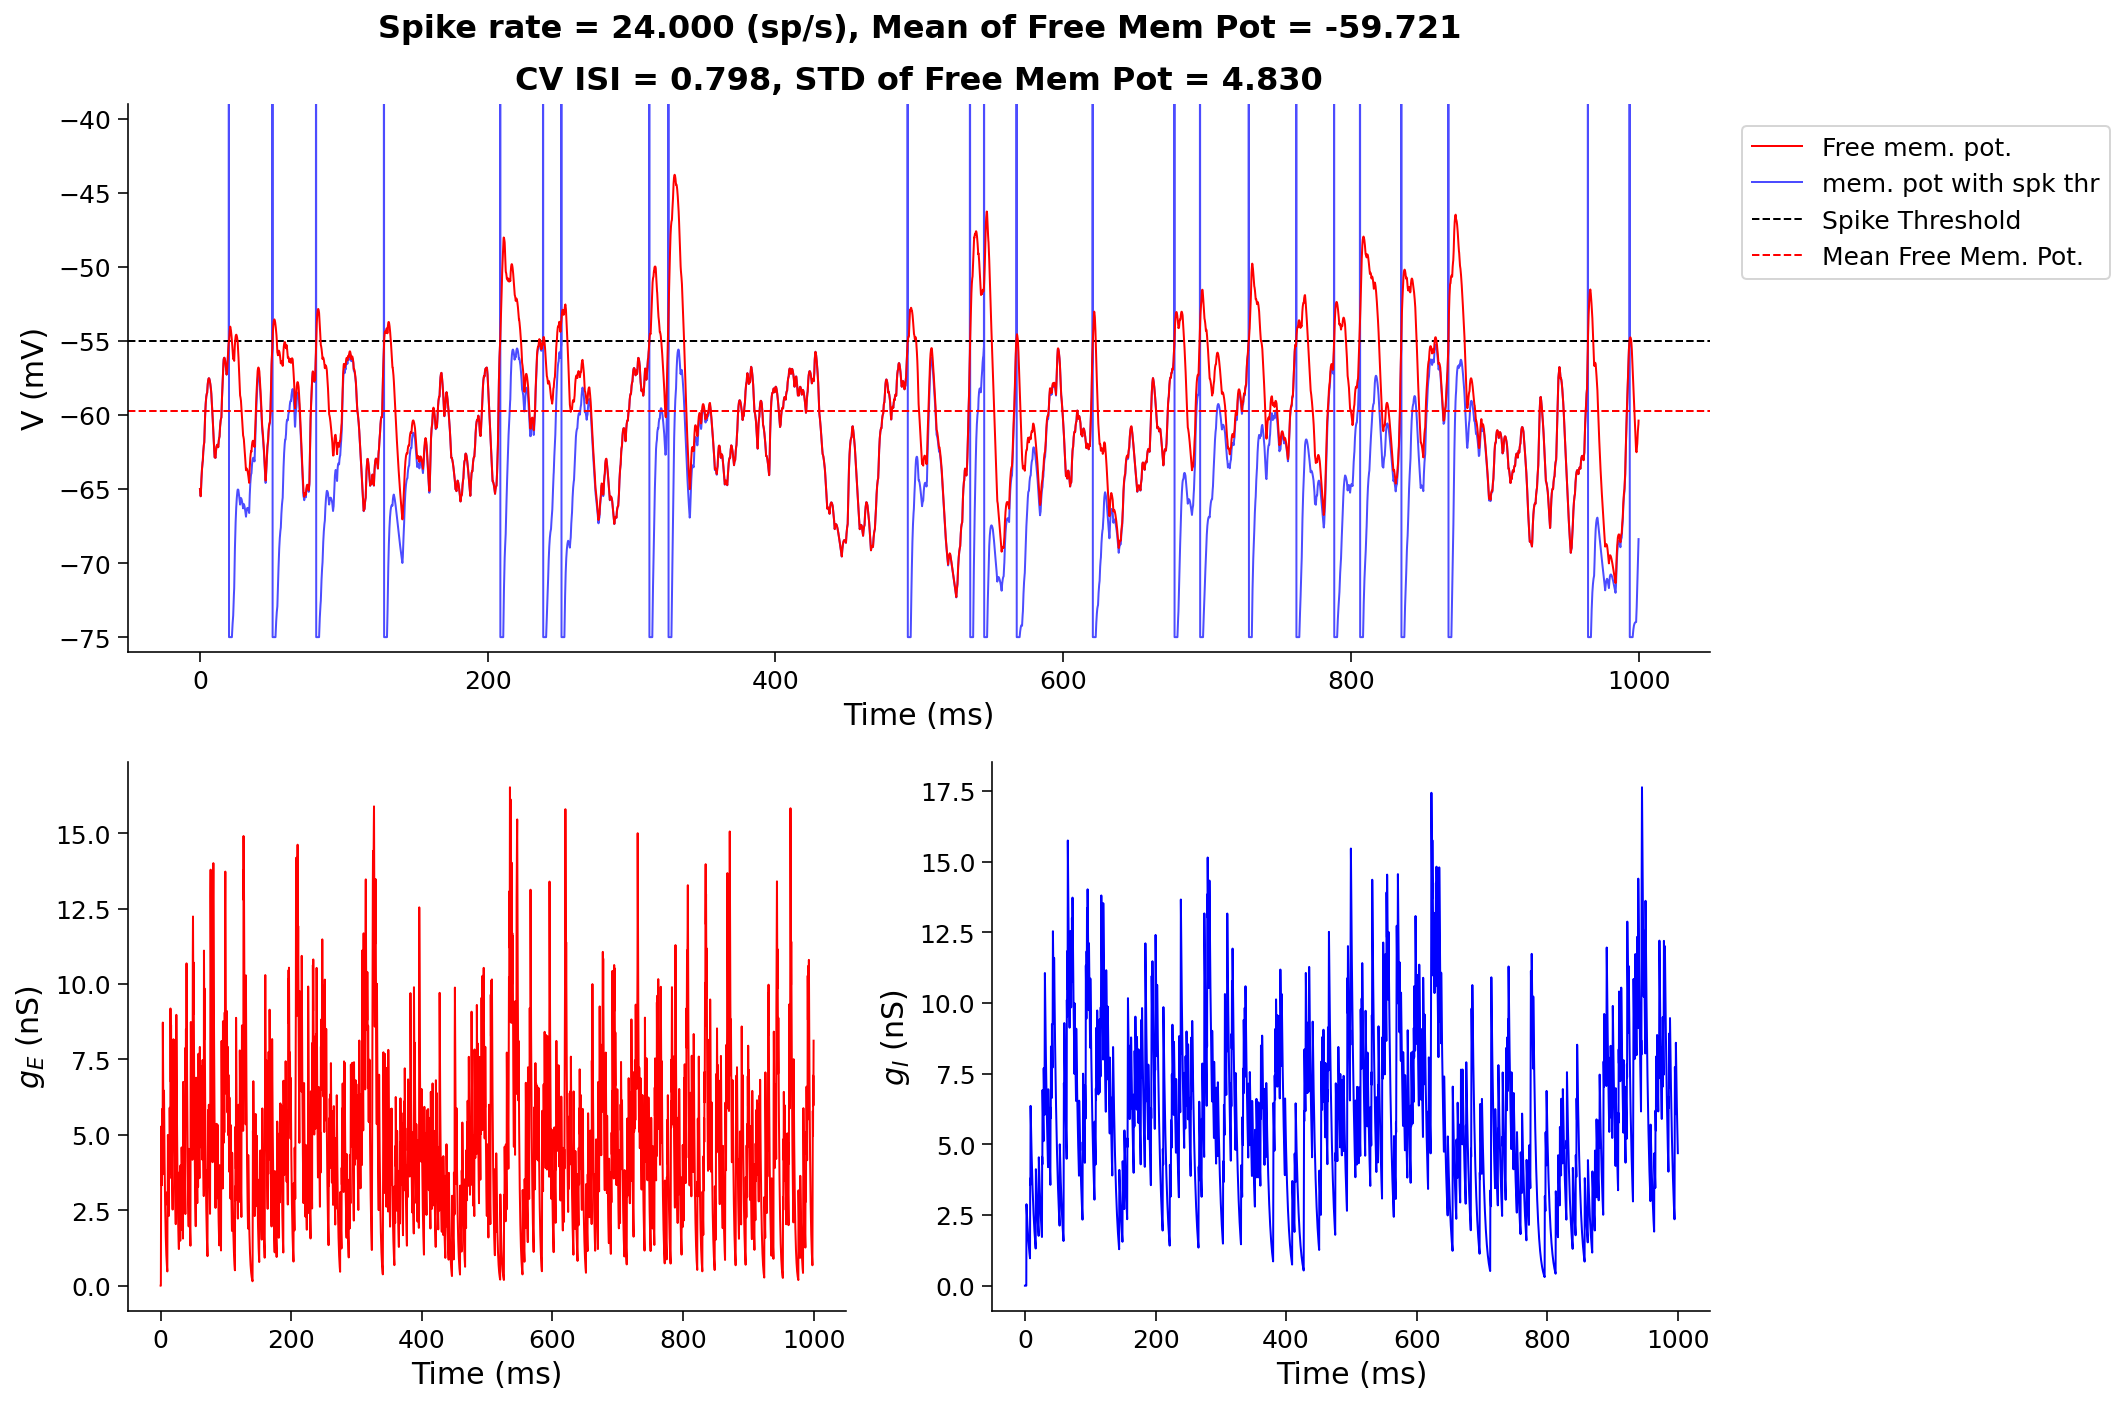 Spike rate = 24.000 (sp/s), Mean of Free Mem Pot = -59.721
CV ISI = 0.798, STD of Free Mem Pot = 4.830
−40
−45
−50
−55
−60
−65
−70
−75
V (mV)
0 200 400 600 800 1000
Time (ms)
Free mem. pot.
mem. pot with spk thr
Spike Threshold
Mean Free Mem. Pot.
15.0
12.5
10.0
7.5
5.0
2.5
0.0
g_E (nS)
0 200 400 600 800 1000
Time (ms)
17.5
15.0
12.5
10.0
7.5
5.0
2.5
0.0
g_I (nS)
0 200 400 600 800 1000
Time (ms)